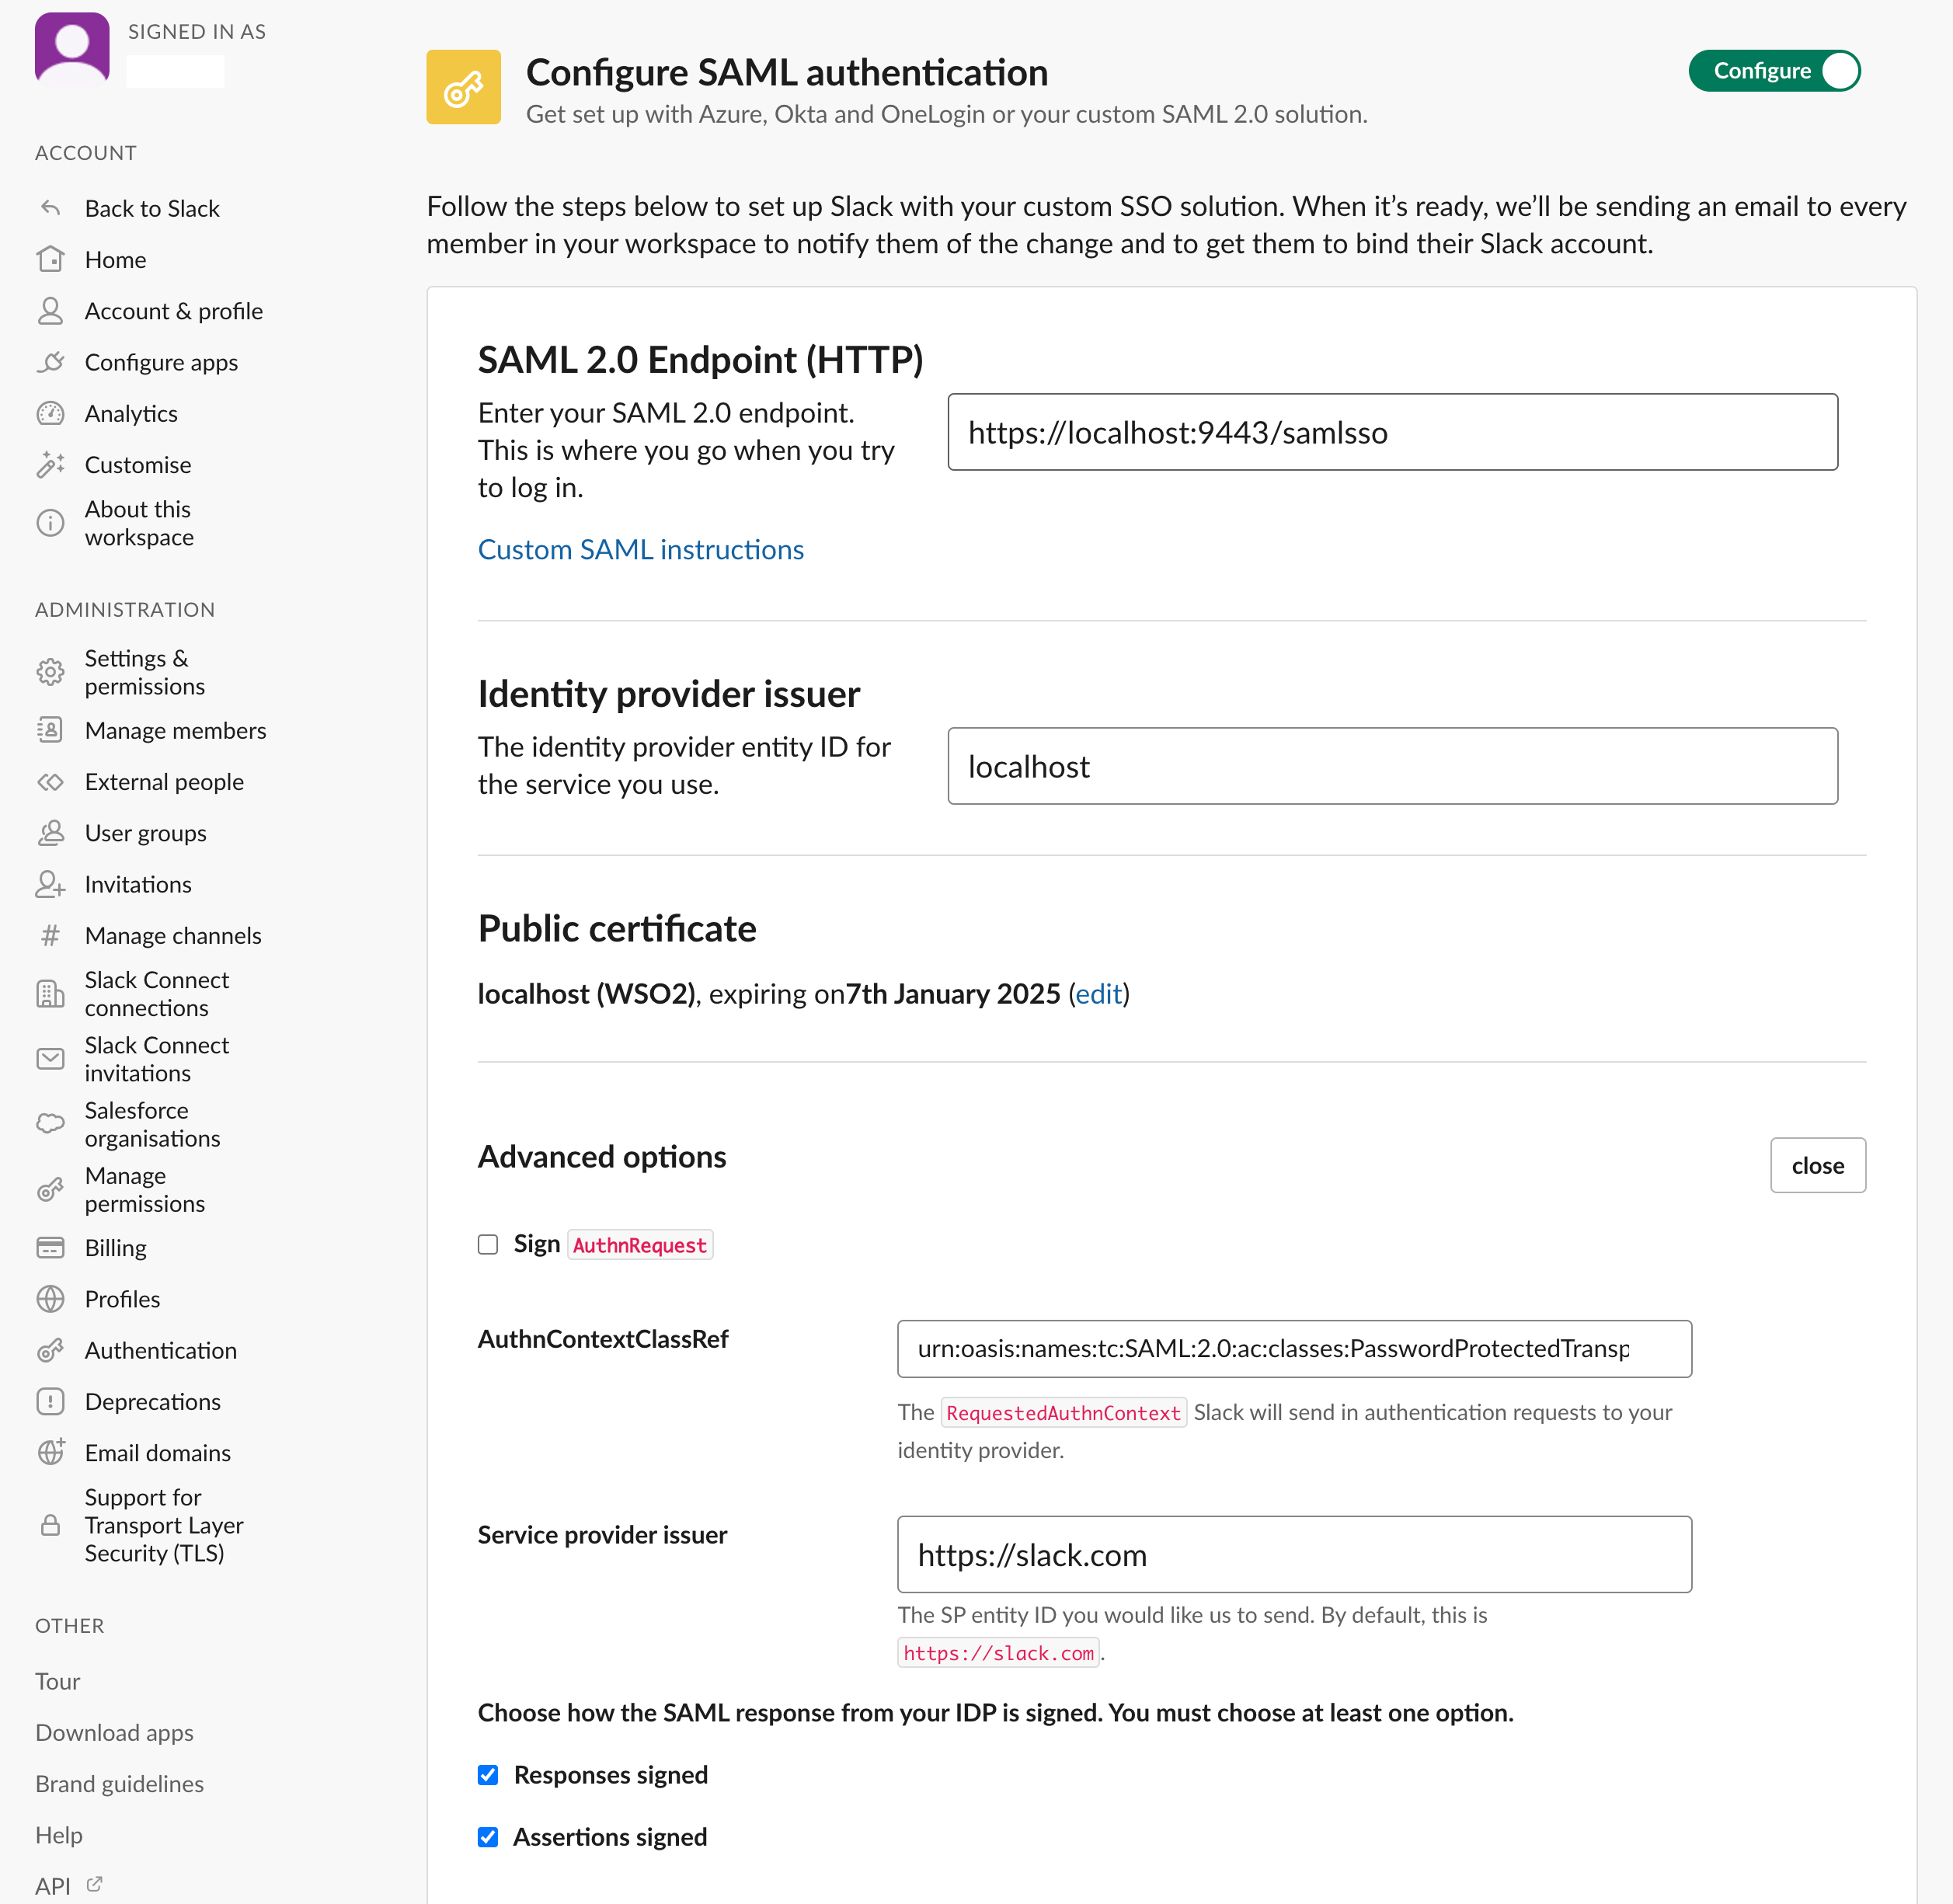 SIGNED IN AS
ACCOUNT
Back to Slack
Home
Account & profile
Configure apps
Analytics
Customise
About this
workspace
ADMINISTRATION
Settings &
permissions
Manage members
External people
User groups
Invitations
Manage channels
Slack Connect
connections
Slack Connect
invitations
Salesforce
organisations
Manage
permissions
Billing
Profiles
Authentication
Deprecations
Email domains
Support for
Transport Layer
Security (TLS)
OTHER
Tour
Download apps
Brand guidelines
Help
API
Configure SAML authentication
Configure
Get set up with Azure, Okta and OneLogin or your custom SAML 2.0 solution.
Follow the steps below to set up Slack with your custom SSO solution. When it’s ready, we’ll be sending an email to every
member in your workspace to notify them of the change and to get them to bind their Slack account.
SAML 2.0 Endpoint (HTTP)
Enter your SAML 2.0 endpoint.
This is where you go when you try
to log in.
https://localhost:9443/samlsso
Custom SAML instructions
Identity provider issuer
The identity provider entity ID for
the service you use.
localhost
Public certificate
localhost (WSO2), expiring on7th January 2025 (edit)
Advanced options
close
Sign AuthnRequest
AuthnContextClassRef
urn:oasis:names:tc:SAML:2.0:ac:classes:PasswordProtectedTransp
The RequestedAuthnContext Slack will send in authentication requests to your
identity provider.
Service provider issuer
https://slack.com
The SP entity ID you would like us to send. By default, this is
https://slack.com.
Choose how the SAML response from your IDP is signed. You must choose at least one option.
Responses signed
Assertions signed